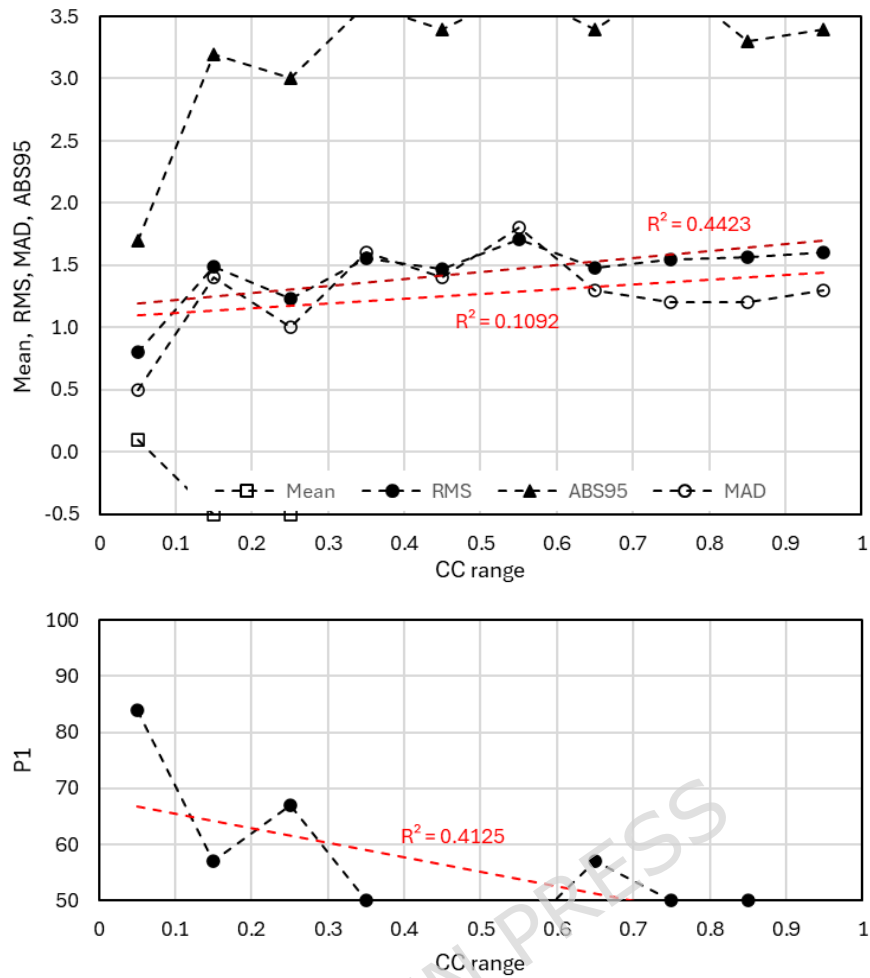 3.5
3.0
2.5
2.0
1.5
1.0
0.5
0.0
-0.5
Mean, RMS, MAD, ABS95
R² = 0.4423
R² = 0.1092
Mean RMS ABS95 MAD
0 0.1 0.2 0.3 0.4 0.5 0.6 0.7 0.8 0.9 1
CC range
100
90
80
70
60
50
P1
R² = 0.4125
0 0.1 0.2 0.3 0.4 0.5 0.6 0.7 0.8 0.9 1
CC range
IN PRESS